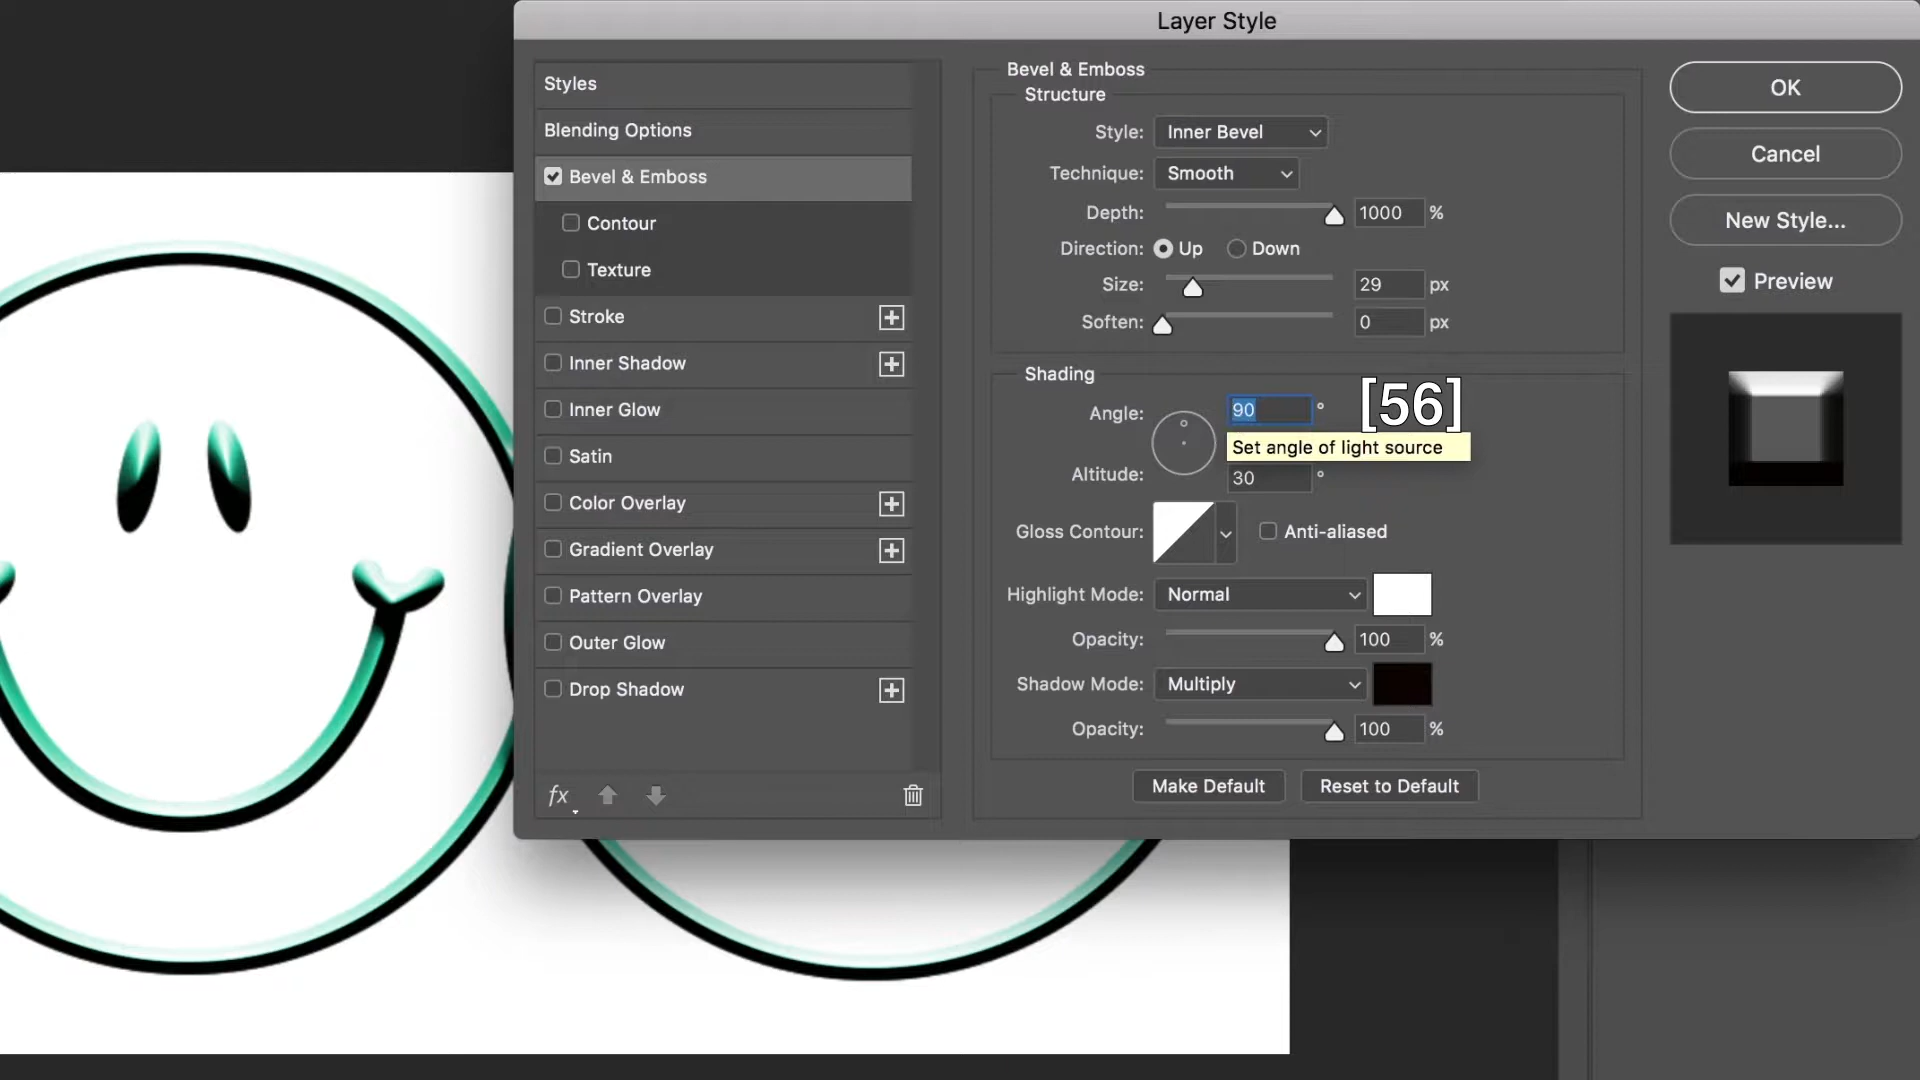 Layer Style
Styles
Blending Options
Bevel & Emboss
Contour
Texture
Stroke
Inner Shadow
Inner Glow
Satin
Color Overlay
Gradient Overlay
Pattern Overlay
Outer Glow
Drop Shadow
fx
Bevel & Emboss
Structure
Style: Inner Bevel
Technique: Smooth
Depth: 1000 %
Direction: Up Down
Size: 29 px
Soften: 0 px
Shading
Angle: 90 ° [56]
Set angle of light source
Altitude: 30 °
Gloss Contour: Anti-aliased
Highlight Mode: Normal
Opacity: 100 %
Shadow Mode: Multiply
Opacity: 100 %
Make Default Reset to Default
OK
Cancel
New Style...
Preview